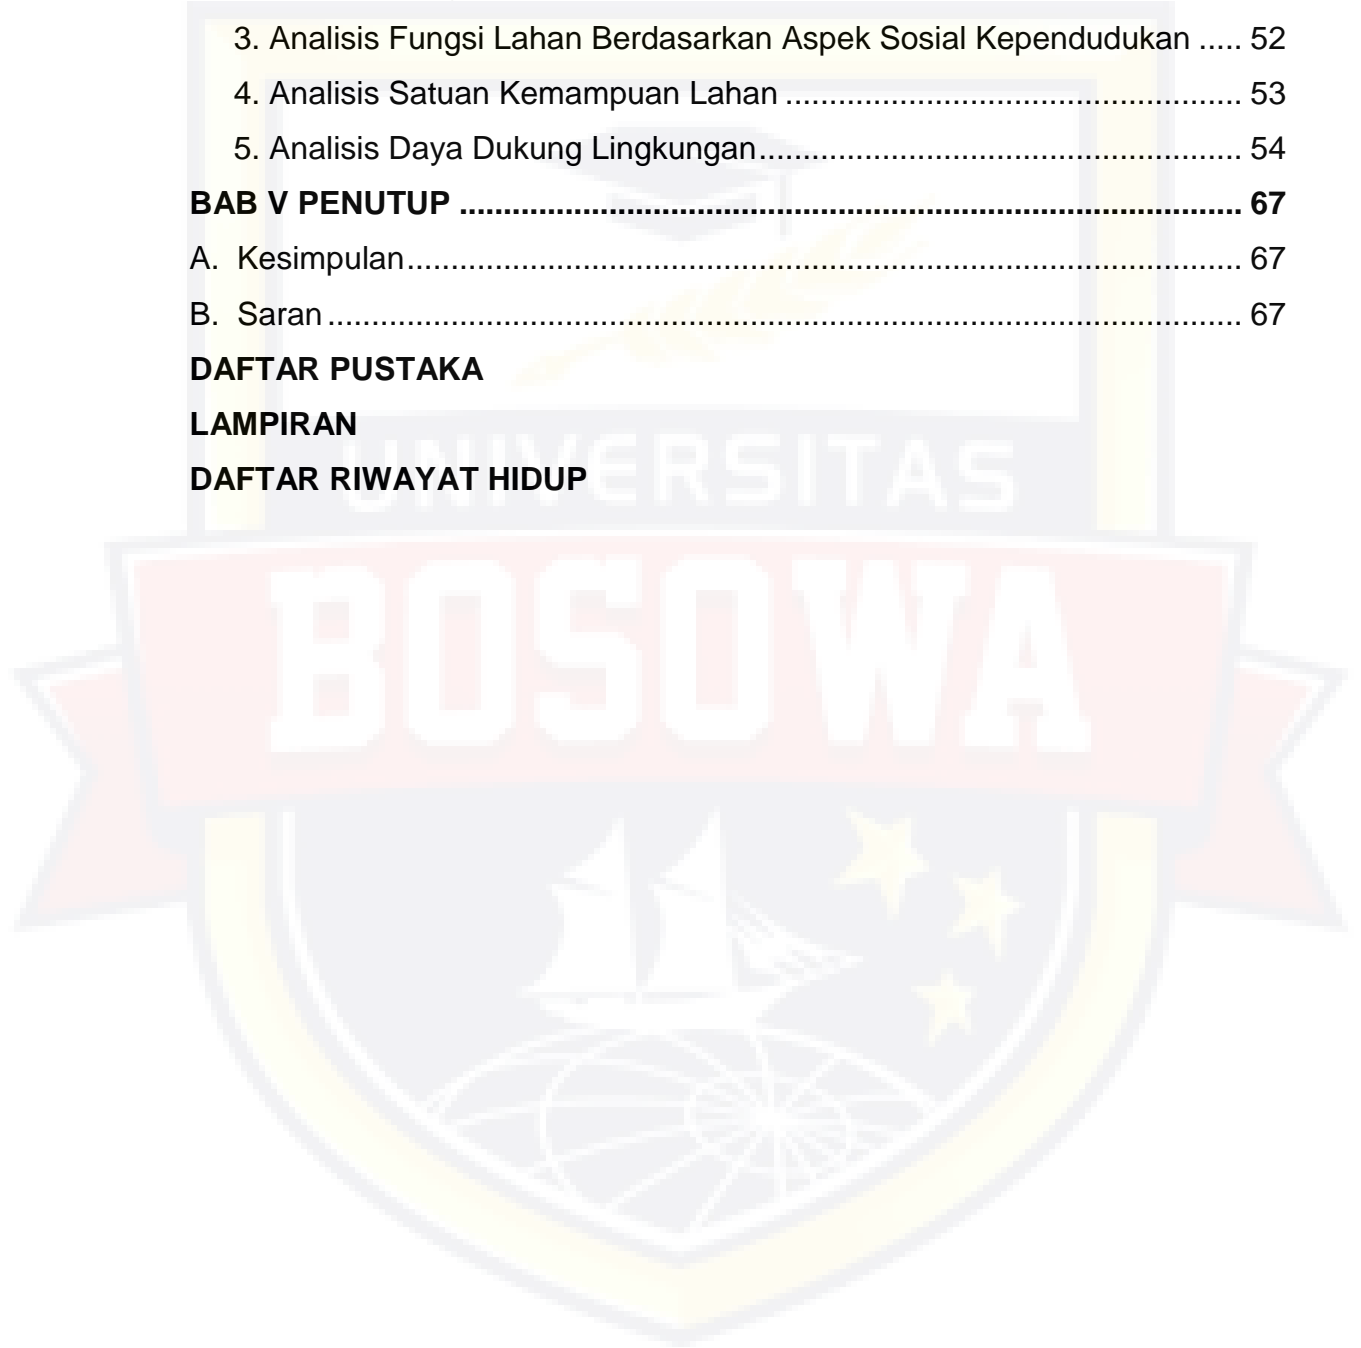 3. Analisis Fungsi Lahan Berdasarkan Aspek Sosial Kependudukan ..... 52
4. Analisis Satuan Kemampuan Lahan .................................................... 53
5. Analisis Daya Dukung Lingkungan....................................................... 54
BAB V PENUTUP ...................................................................................... 67
A. Kesimpulan.............................................................................................. 67
B. Saran ....................................................................................................... 67
DAFTAR PUSTAKA
LAMPIRAN
DAFTAR RIWAYAT HIDUP
UNIVERSITAS
BOSOWA